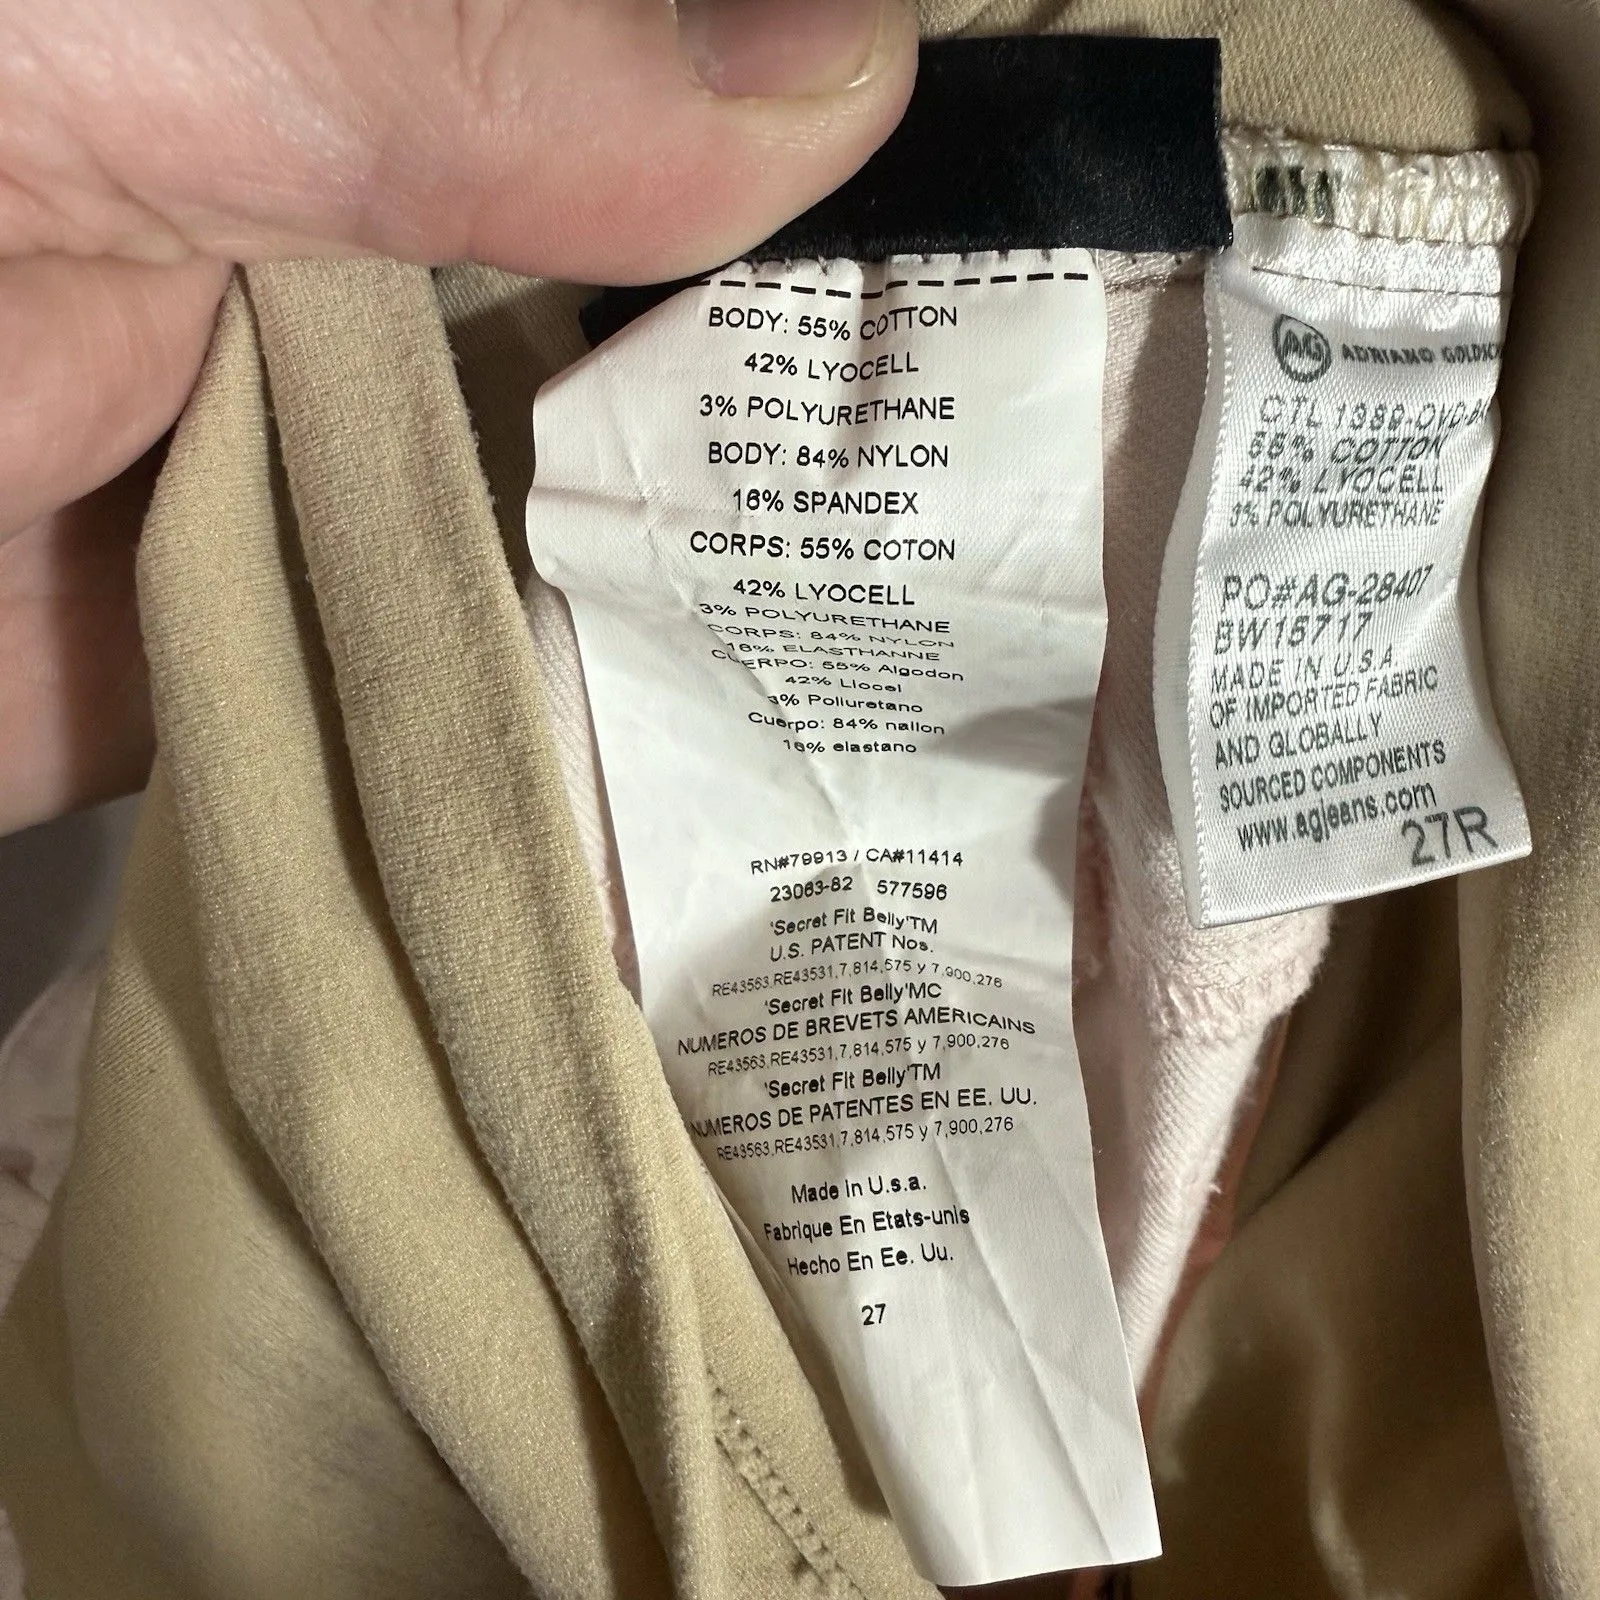 BODY: 55% COTTON
42% LYOCELL
3% POLYURETHANE
BODY: 84% NYLON
16% SPANDEX
CORPS: 55% COTON
42% LYOCELL
3% POLYURETHANE
CORPS: 84% NYLON
16% ELASTHANNE
CUERPO: 55% Algodon
42% Liocel
3% Poliuretano
Cuerpo: 84% nailon
16% elastano
RN#79913 / CA#11414
23063-82 577596
'Secret Fit Belly'TM
U.S. PATENT Nos.
RE43563,RE43531,7,814,575 y 7,900,276
'Secret Fit Belly'MC
NUMEROS DE BREVETS AMERICAINS
RE43563,RE43531,7,814,575 y 7,900,276
'Secret Fit Belly'TM
NUMEROS DE PATENTES EN EE. UU.
RE43563,RE43531,7,814,575 y 7,900,276
Made in U.s.a.
Fabrique En Etats-unis
Hecho En Ee. Uu.
27
AG ADRIANO GOLDSCH
CTL 1389-OVD-
55% COTTON
42% LYOCELL
3% POLYURETHANE
PO#AG-28407
BW15717
MADE IN U.S.A
OF IMPORTED FABRIC
AND GLOBALLY
SOURCED COMPONENTS
www.agjeans.com
27R